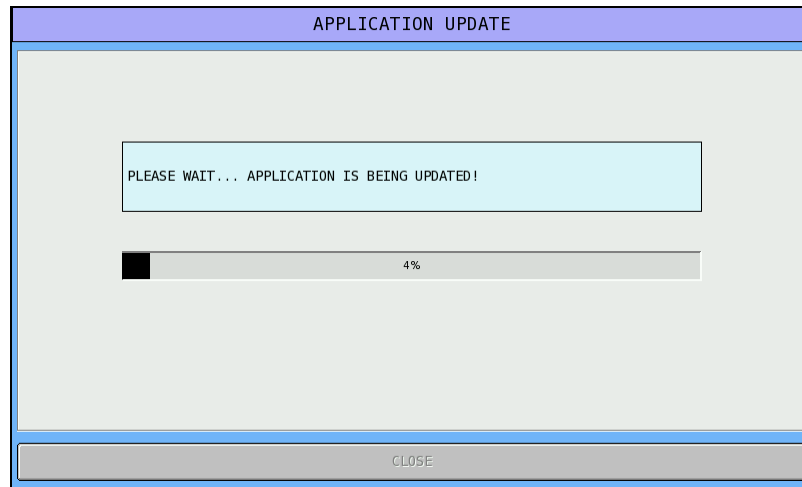 APPLICATION UPDATE
PLEASE WAIT... APPLICATION IS BEING UPDATED!
4%
CLOSE